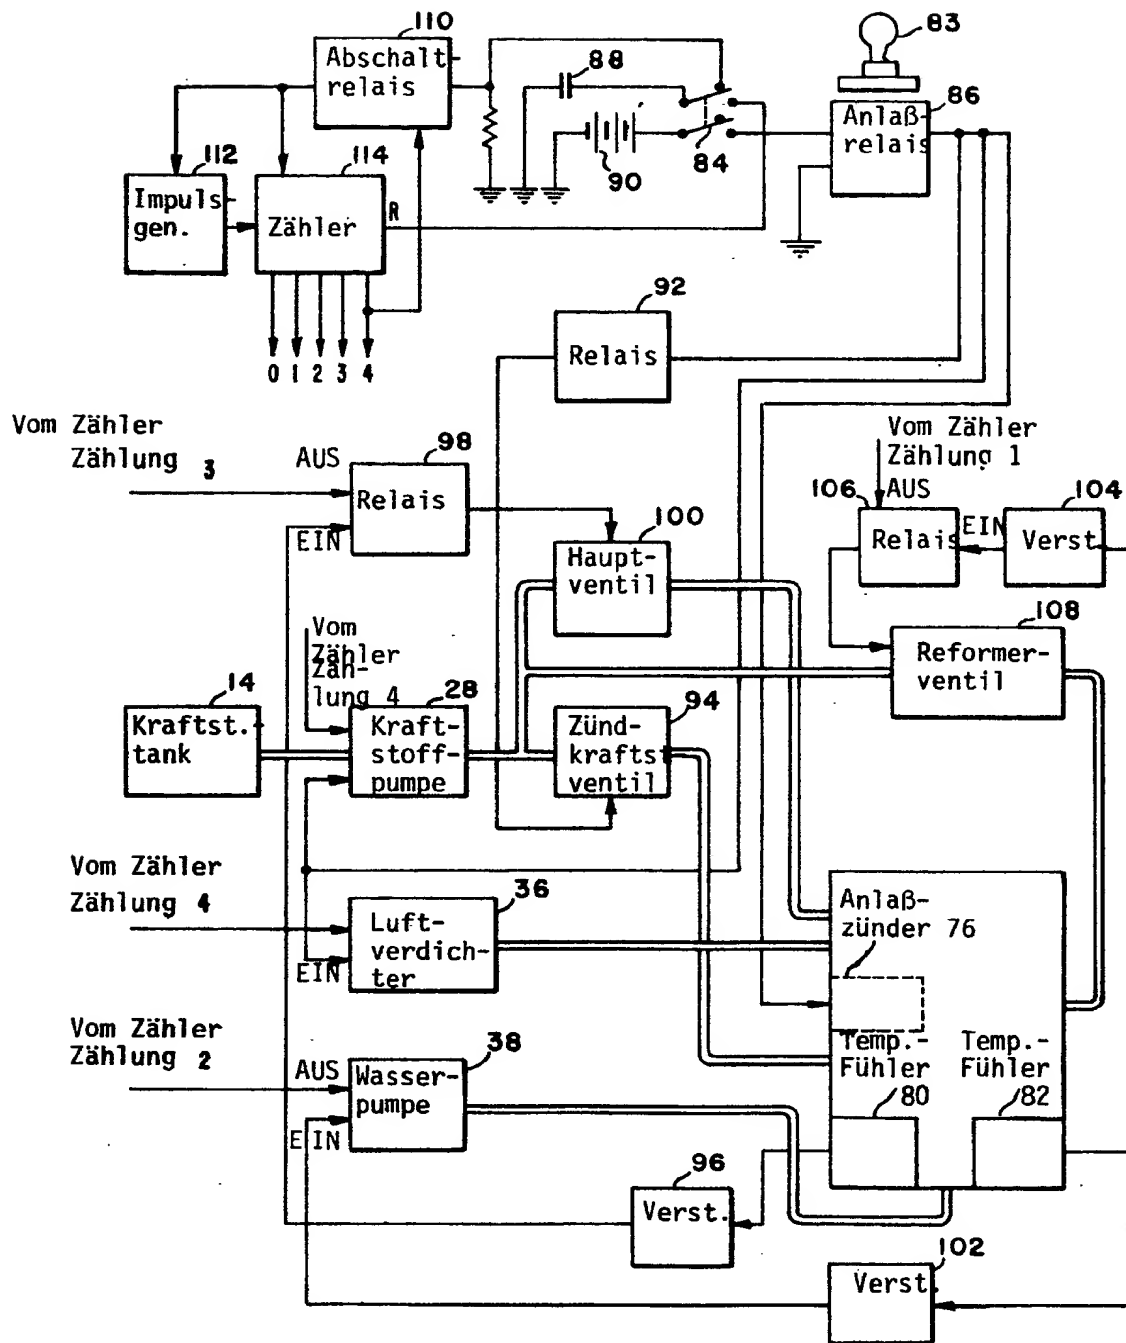 110
Abschalt-
relais
88
83
86
Anlaß-
relais
112
Impuls-
gen.
114
Zähler
R
90
84
0 1 2 3 4
92
Relais
Vom Zähler
Zählung 3
AUS
98
Relais
EIN
100
Haupt-
ventil
Vom Zähler
Zählung 1
106
AUS
Relais
EIN
104
Verst.
108
Reformer-
ventil
Vom
Zähler
Zäh-
lung 4
14
Kraftst.-
tank
28
Kraft-
stoff-
pumpe
94
Zünd-
kraftst.
ventil
Vom Zähler
Zählung 4
36
Luft-
verdich-
ter
EIN
Anlaß-
zünder 76
Vom Zähler
Zählung 2
AUS
38
Wasser-
pumpe
EIN
Temp.-
Fühler
80
Temp.-
Fühler
82
96
Verst.
102
Verst.